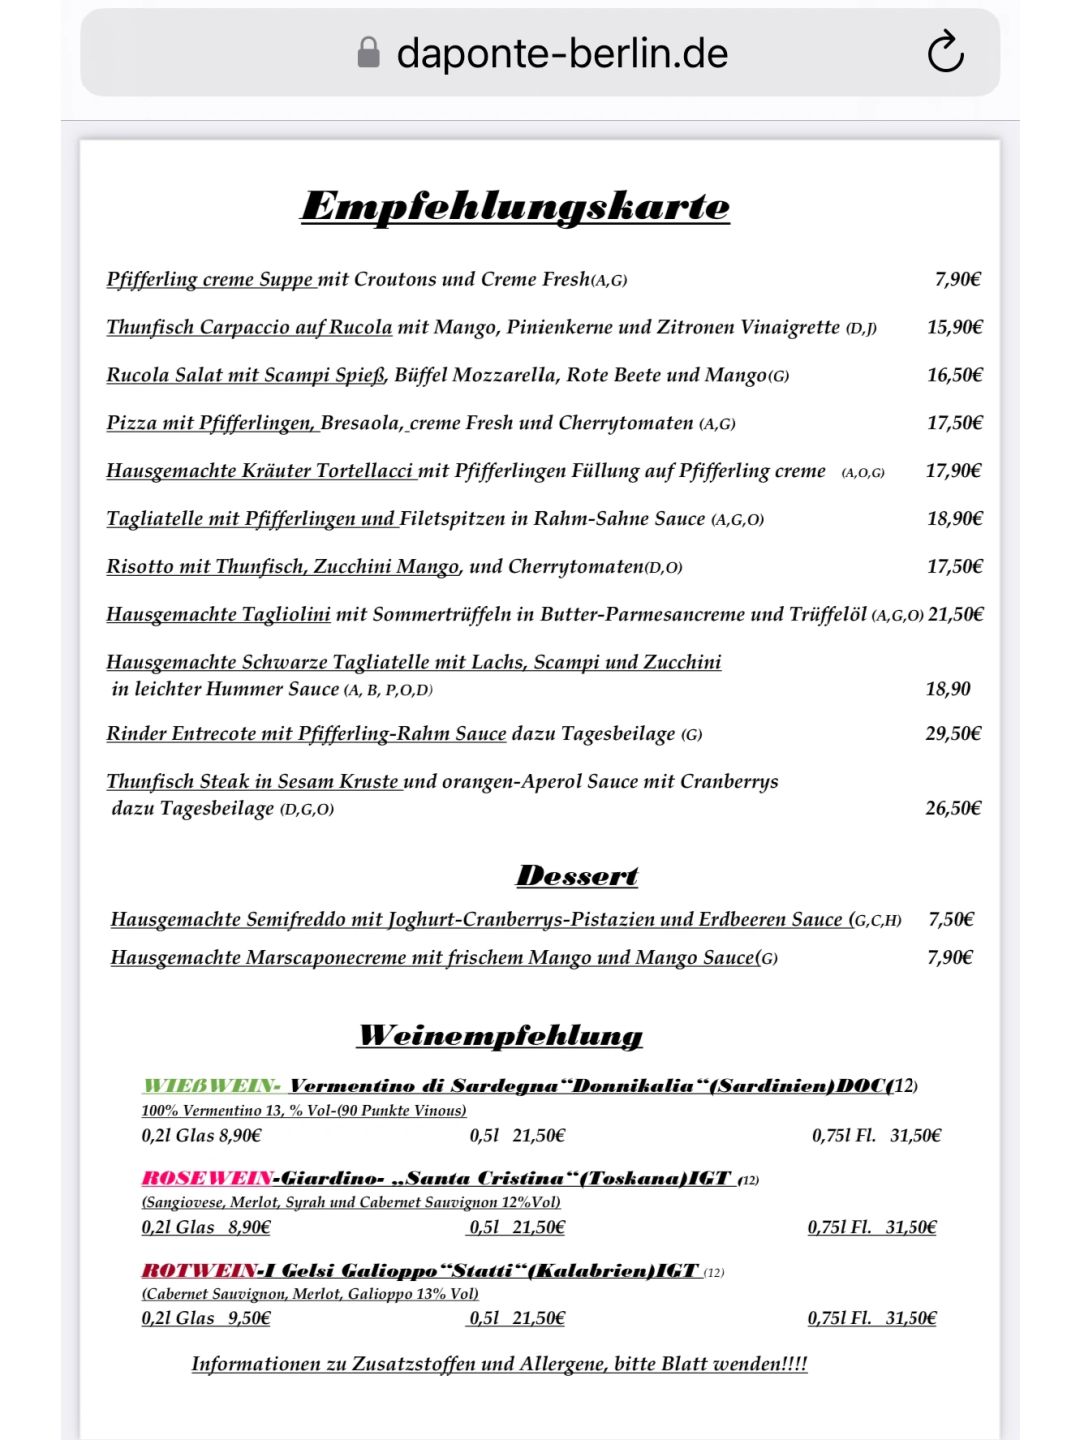 daponte-berlin.de
Empfehlungskarte
Pfifferling creme Suppe mit Croutons und Creme Fresh(A,G) 7,90€
Thunfisch Carpaccio auf Rucola mit Mango, Pinienkerne und Zitronen Vinaigrette (D,J) 15,90€
Rucola Salat mit Scampi Spieß, Büffel Mozzarella, Rote Beete und Mango(G) 16,50€
Pizza mit Pfifferlingen, Bresaola, creme Fresh und Cherrytomaten (A,G) 17,50€
Hausgemachte Kräuter Tortellacci mit Pfifferlingen Füllung auf Pfifferling creme (A,O,G) 17,90€
Tagliatelle mit Pfifferlingen und Filetspitzen in Rahm-Sahne Sauce (A,G,O) 18,90€
Risotto mit Thunfisch, Zucchini Mango, und Cherrytomaten(D,O) 17,50€
Hausgemachte Tagliolini mit Sommertrüffeln in Butter-Parmesancreme und Trüffelöl (A,G,O) 21,50€
Hausgemachte Schwarze Tagliatelle mit Lachs, Scampi und Zucchini
in leichter Hummer Sauce (A, B, P,O,D) 18,90
Rinder Entrecote mit Pfifferling-Rahm Sauce dazu Tagesbeilage (G) 29,50€
Thunfisch Steak in Sesam Kruste und orangen-Aperol Sauce mit Cranberrys
dazu Tagesbeilage (D,G,O) 26,50€
Dessert
Hausgemachte Semifreddo mit Joghurt-Cranberrys-Pistazien und Erdbeeren Sauce (G,C,H) 7,50€
Hausgemachte Marscaponecreme mit frischem Mango und Mango Sauce(G) 7,90€
Weinempfehlung
WIEßWEIN- Vermentino di Sardegna“Donnikalia“(Sardinien)DOC(12)
100% Vermentino 13, % Vol-(90 Punkte Vinous)
0,2l Glas 8,90€ 0,5l 21,50€ 0,75l Fl. 31,50€
ROSEWEIN-Giardino- „Santa Cristina“(Toskana)IGT (12)
(Sangiovese, Merlot, Syrah und Cabernet Sauvignon 12%Vol)
0,2l Glas 8,90€ 0,5l 21,50€ 0,75l Fl. 31,50€
ROTWEIN-I Gelsi Galioppo“Statti“(Kalabrien)IGT (12)
(Cabernet Sauvignon, Merlot, Galioppo 13% Vol)
0,2l Glas 9,50€ 0,5l 21,50€ 0,75l Fl. 31,50€
Informationen zu Zusatzstoffen und Allergene, bitte Blatt wenden!!!!